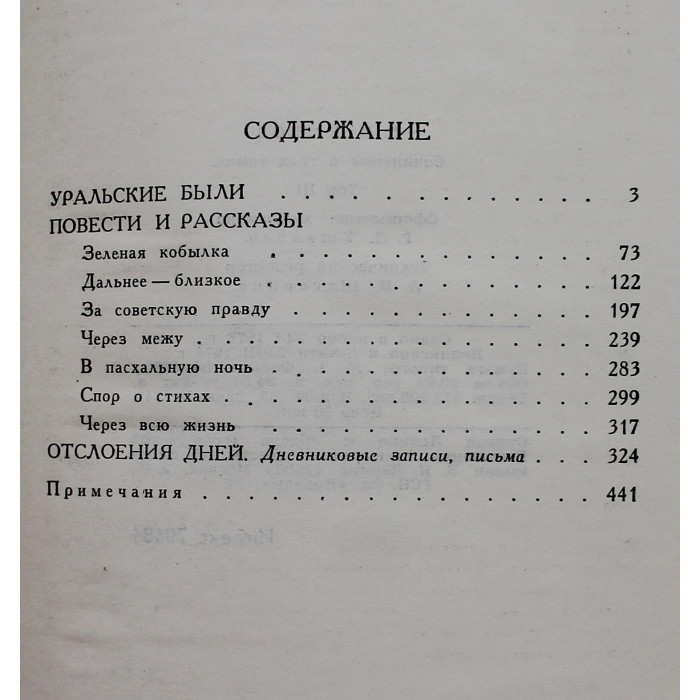 СОДЕРЖАНИЕ
УРАЛЬСКИЕ БЫЛИ . . . . . . . . . . . . 3
ПОВЕСТИ И РАССКАЗЫ
Зеленая кобылка . . . . . . . . . . . . 73
Дальнее — близкое . . . . . . . . . . . . 122
За советскую правду . . . . . . . . . . . 197
Через межу . . . . . . . . . . . . . . 239
В пасхальную ночь . . . . . . . . . . . . 283
Спор о стихах . . . . . . . . . . . . . 299
Через всю жизнь . . . . . . . . . . . . 317
ОТСЛОЕНИЯ ДНЕЙ. Дневниковые записи, письма . . . 324
Примечания . . . . . . . . . . . . . . . 441